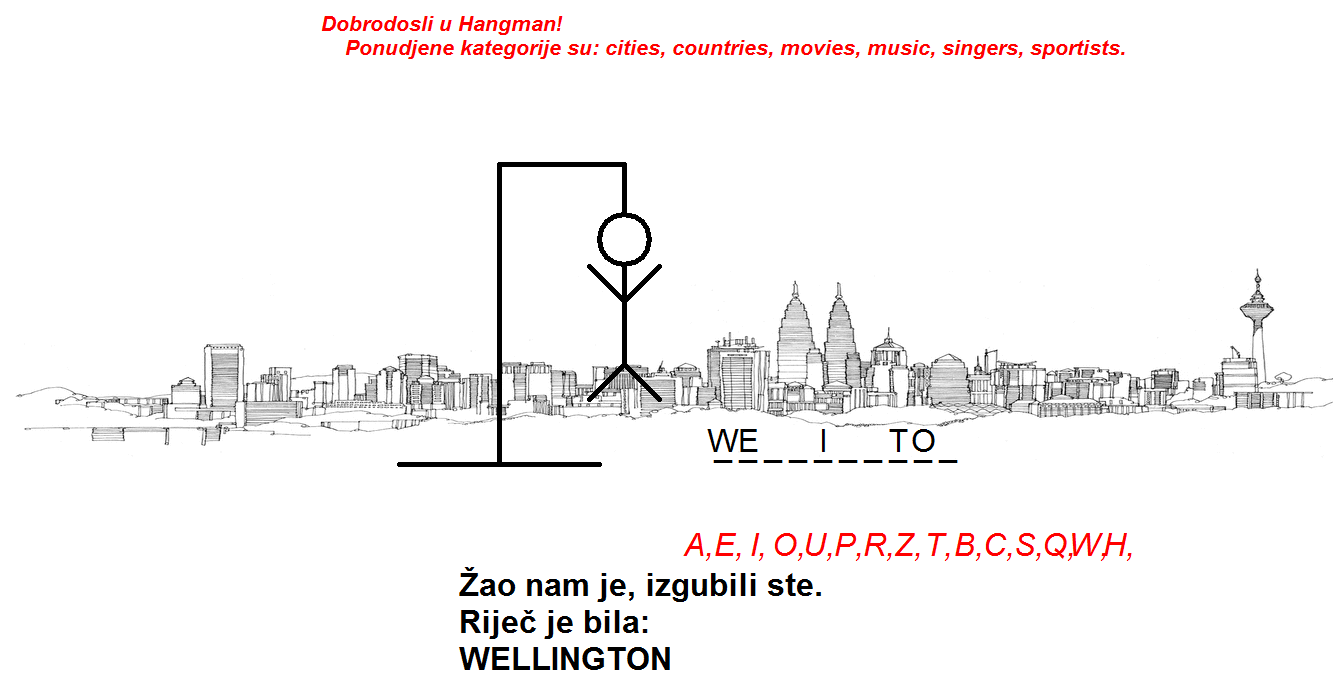 Dobrodosli u Hangman!
Ponudjene kategorije su: cities, countries, movies, music, singers, sportists.
WE I TO
_ _ _ _ _ _ _ _ _ _
A,E, I, O,U,P,R,Z,T,B,C,S,Q,W,H,
Žao nam je, izgubili ste.
Riječ je bila:
WELLINGTON